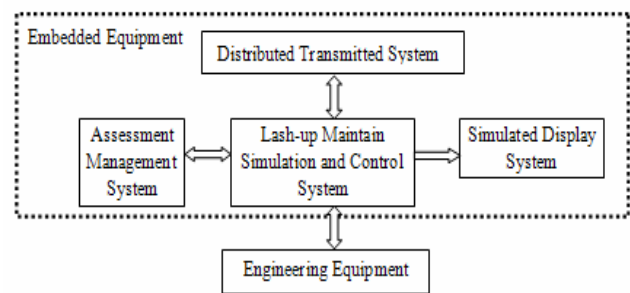 Embedded Equipment
Distributed Transmitted System
Assessment
Management
System
Lash-up Maintain
Simulation and Control
System
Simulated Display
System
Engineering Equipment